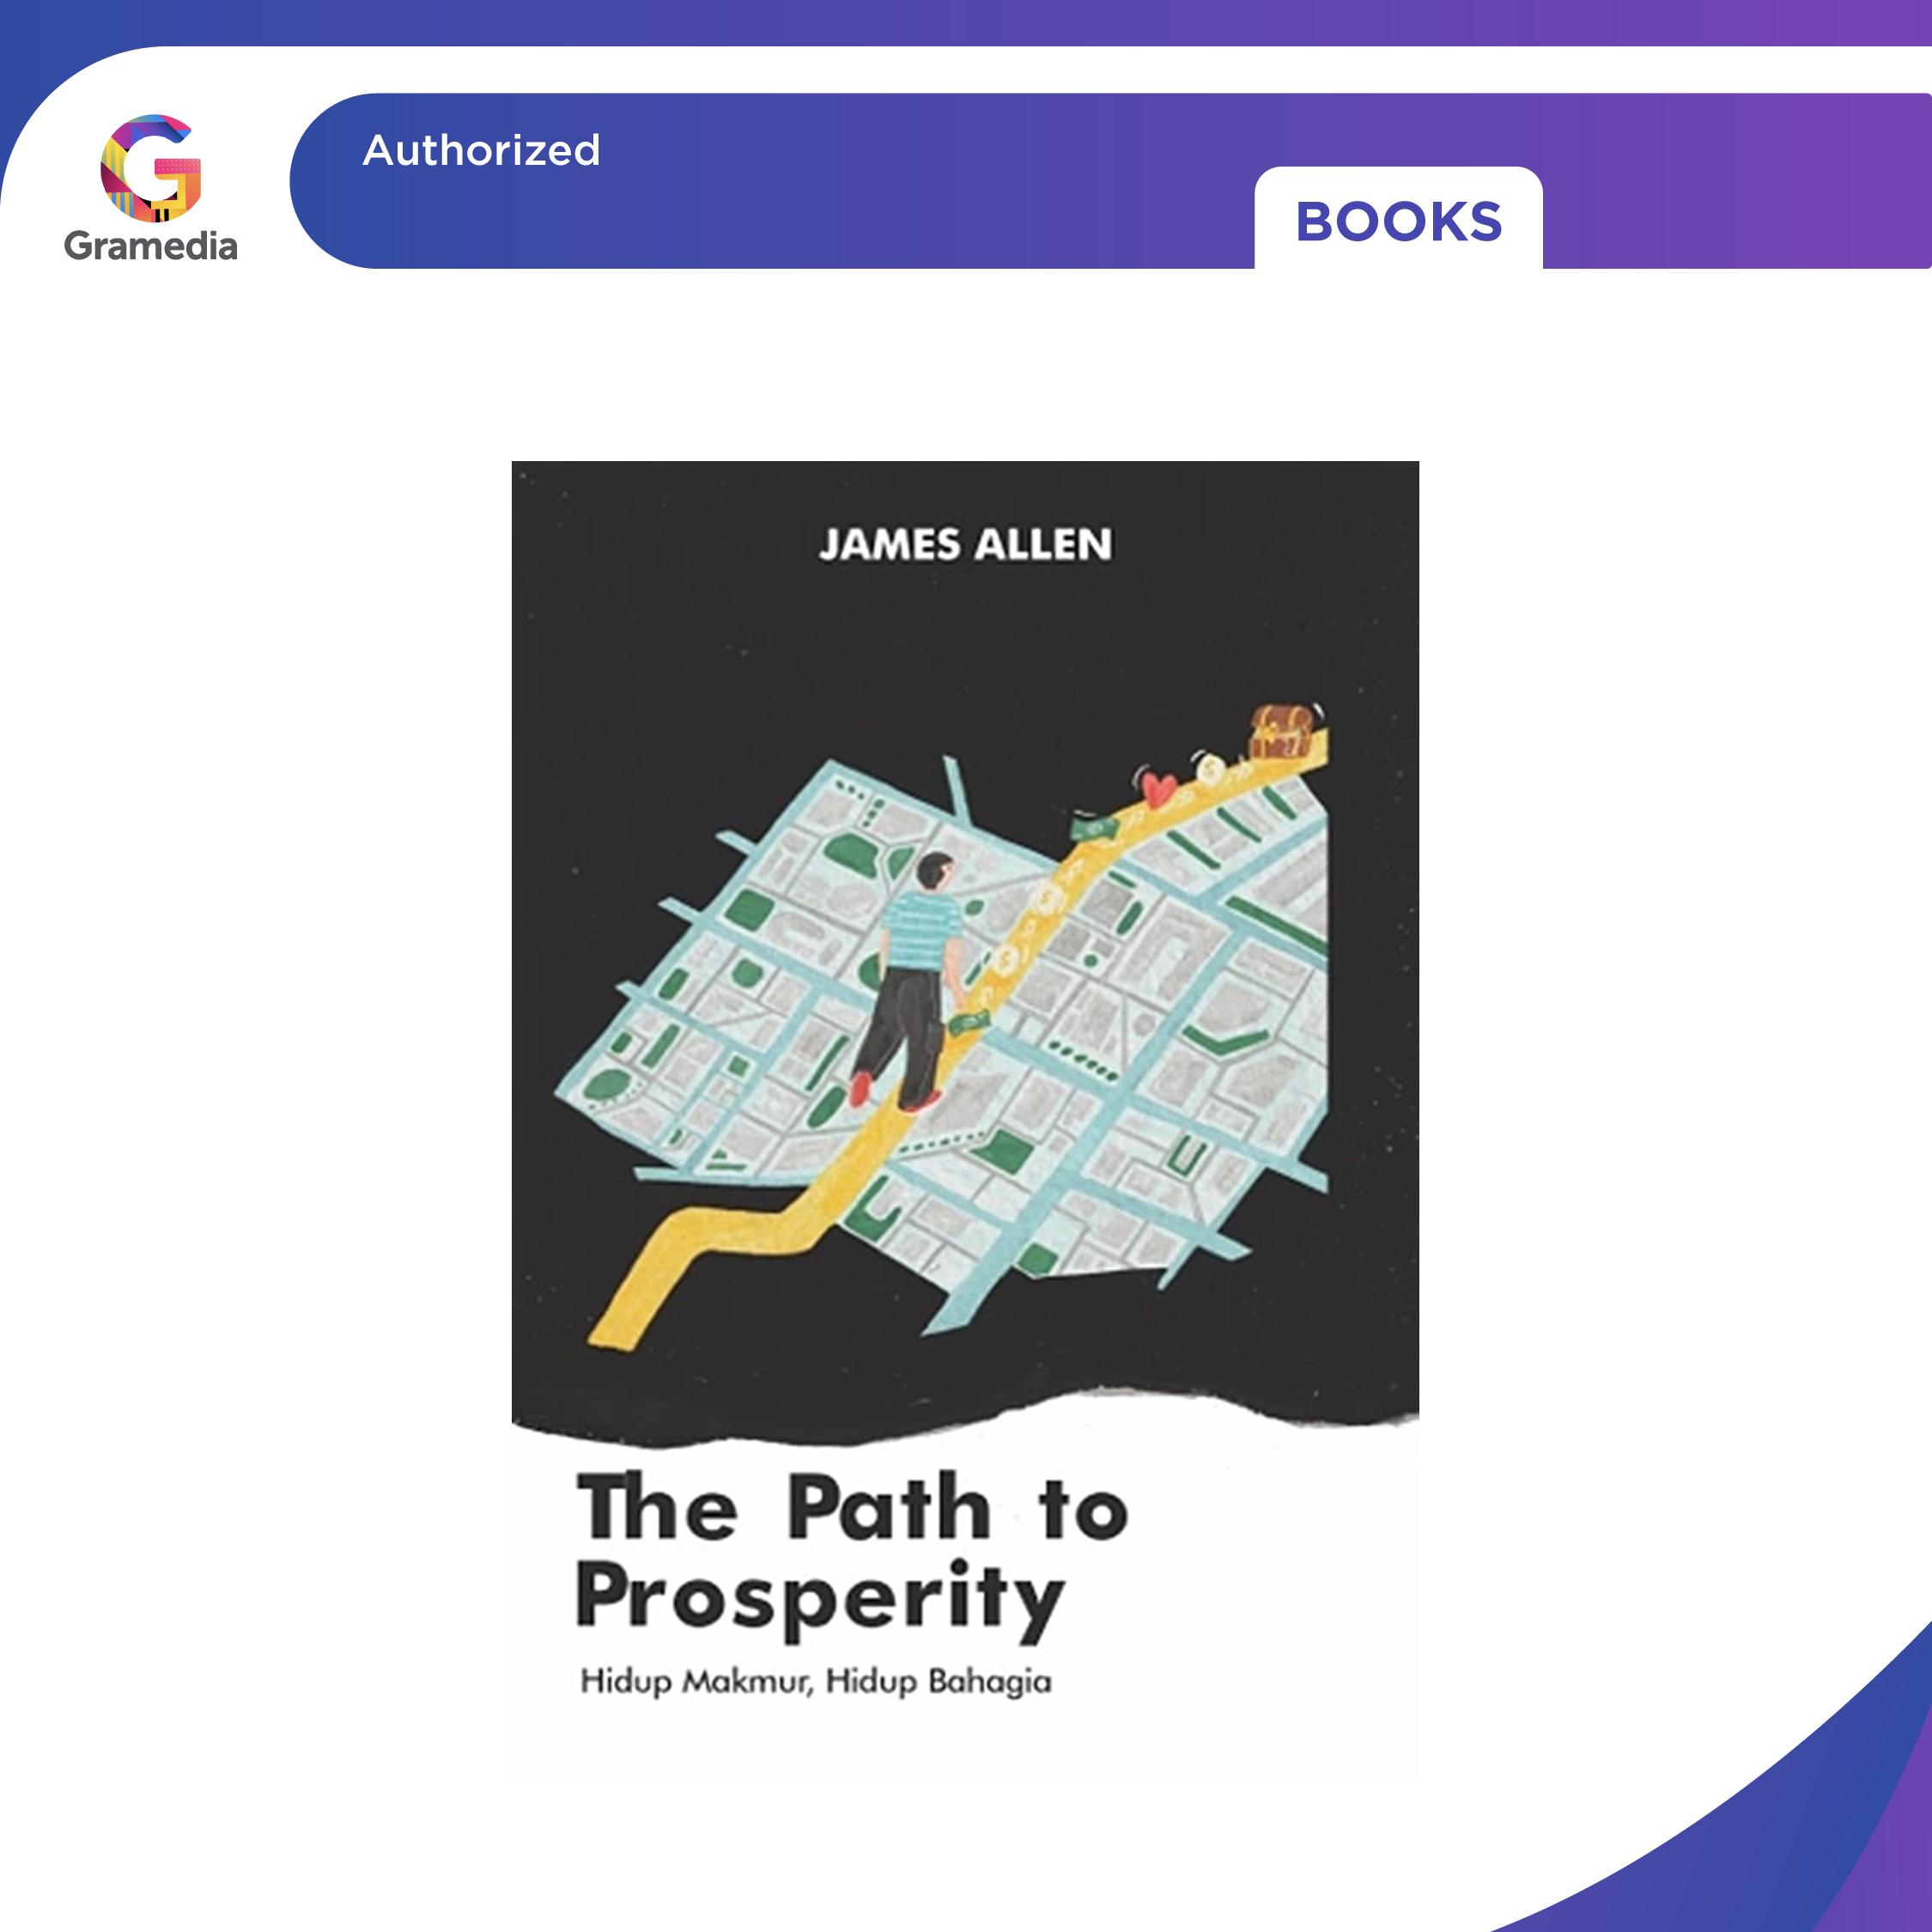 Gramedia
Authorized
BOOKS
JAMES ALLEN
The Path to
Prosperity
Hidup Makmur, Hidup Bahagia